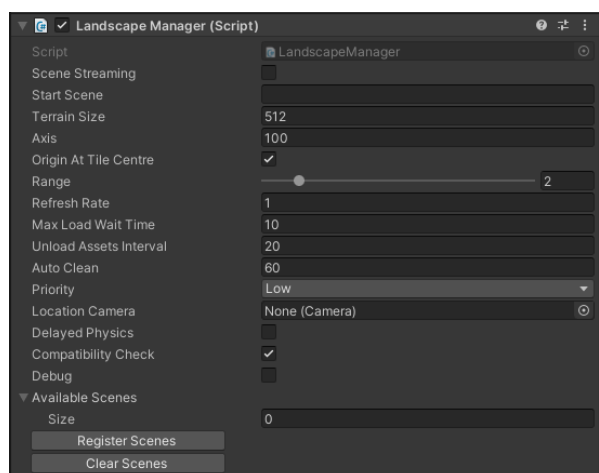 Landscape Manager (Script)
Script LandscapeManager
Scene Streaming
Start Scene
Terrain Size 512
Axis 100
Origin At Tile Centre
Range 2
Refresh Rate 1
Max Load Wait Time 10
Unload Assets Interval 20
Auto Clean 60
Priority Low
Location Camera None (Camera)
Delayed Physics
Compatibility Check
Debug
Available Scenes
Size 0
Register Scenes
Clear Scenes